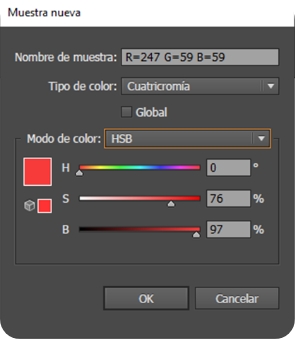 Muestra nueva
Nombre de muestra: R=247 G=59 B=59
Tipo de color: Cuatricromía
Global
Modo de color: HSB
H 0 °
S 76 %
B 97 %
OK Cancelar